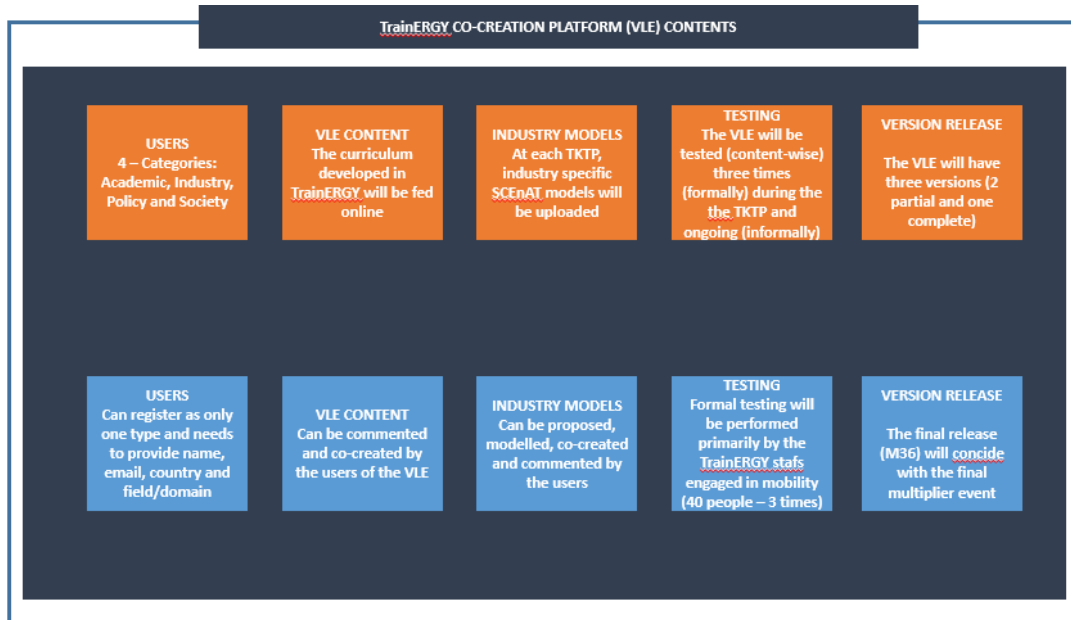 TrainERGY CO-CREATION PLATFORM (VLE) CONTENTS
USERS
4 – Categories:
Academic, Industry,
Policy and Society
VLE CONTENT
The curriculum
developed in
TrainERGY will be fed
online
INDUSTRY MODELS
At each TKTP,
industry specific
SCEnAT models will
be uploaded
TESTING
The VLE will be
tested (content-wise)
three times
(formally) during the
the TKTP and
ongoing (informally)
VERSION RELEASE
The VLE will have
three versions (2
partial and one
complete)
USERS
Can register as only
one type and needs
to provide name,
email, country and
field/domain
VLE CONTENT
Can be commented
and co-created by
the users of the VLE
INDUSTRY MODELS
Can be proposed,
modelled, co-created
and commented by
the users
TESTING
Formal testing will
be performed
primarily by the
TrainERGY stafs
engaged in mobility
(40 people – 3 times)
VERSION RELEASE
The final release
(M36) will concide
with the final
multiplier event